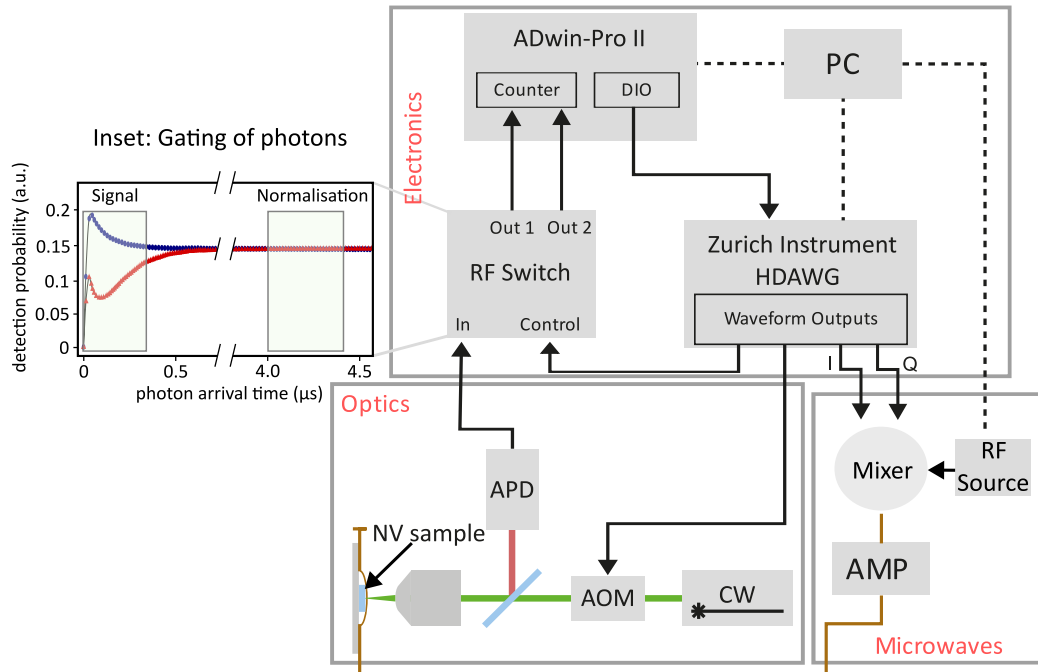 ADwin-Pro II
Counter
DIO
PC
Electronics
Inset: Gating of photons
detection probability (a.u.)
Signal
Normalisation
0.2
0.15
0.1
0.05
0
0
0.5
4.0
4.5
photon arrival time (μs)
Out 1
Out 2
RF Switch
In
Control
Zurich Instrument
HDAWG
Waveform Outputs
I
Q
Optics
APD
NV sample
AOM
CW
Mixer
RF
Source
AMP
Microwaves